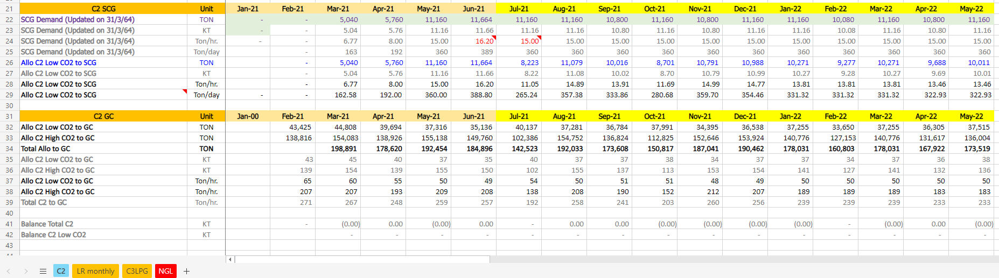 21 C2 SCG Unit Jan-21 Feb-21 Mar-21 Apr-21 May-21 Jun-21 Jul-21 Aug-21 Sep-21 Oct-21 Nov-21 Dec-21 Jan-22 Feb-22 Mar-22 Apr-22 May-22
22 SCG Demand (Updated on 31/3/64) TON - - 5,040 5,760 11,160 11,664 11,160 11,160 10,800 11,160 10,800 11,160 11,160 10,080 11,160 10,800 11,160
23 SCG Demand (Updated on 31/3/64) KT - - 5.04 5.76 11.16 11.66 11.16 11.16 10.80 11.16 10.80 11.16 11.16 10.08 11.16 10.80 11.16
24 SCG Demand (Updated on 31/3/64) Ton/hr. - - 6.77 8.00 15.00 16.20 15.00 15.00 15.00 15.00 15.00 15.00 15.00 15.00 15.00 15.00 15.00
25 SCG Demand (Updated on 31/3/64) Ton/day - 163 192 360 389 360 360 360 360 360 360 360 360 360 360 360
26 Allo C2 Low CO2 to SCG TON - 5,040 5,760 11,160 11,664 8,223 11,079 10,016 8,701 10,791 10,988 10,271 9,277 10,271 9,688 10,011
27 Allo C2 Low CO2 to SCG KT - 5.04 5.76 11.16 11.66 8.22 11.08 10.02 8.70 10.79 10.99 10.27 9.28 10.27 9.69 10.01
28 Allo C2 Low CO2 to SCG Ton/hr. - 6.77 8.00 15.00 16.20 11.05 14.89 13.91 11.69 14.99 14.77 13.81 13.81 13.81 13.46 13.46
29 Allo C2 Low CO2 to SCG Ton/day - - 162.58 192.00 360.00 388.80 265.24 357.38 333.86 280.68 359.70 354.46 331.32 331.32 331.32 322.93 322.93
30
31 C2 GC Unit Jan-00 Feb-21 Mar-21 Apr-21 May-21 Jun-21 Jul-21 Aug-21 Sep-21 Oct-21 Nov-21 Dec-21 Jan-22 Feb-22 Mar-22 Apr-22 May-22
32 Allo C2 Low CO2 to GC TON 43,425 44,808 39,694 37,316 35,136 40,137 37,281 36,784 37,991 34,395 36,538 37,255 33,650 37,255 36,305 37,515
33 Allo C2 High CO2 to GC TON 138,816 154,083 138,926 155,138 149,760 102,386 154,752 136,824 112,825 152,646 153,924 140,776 127,153 140,776 131,617 136,004
34 Total Allo to GC TON 198,891 178,620 192,454 184,896 142,523 192,033 173,608 150,817 187,041 190,462 178,031 160,803 178,031 167,922 173,519
35 Allo C2 Low CO2 to GC KT 43 45 40 37 35 40 37 37 38 34 37 37 34 37 36 38
36 Allo C2 High CO2 to GC KT 139 154 139 155 150 102 155 137 113 153 154 141 127 141 132 136
37 Allo C2 Low CO2 to GC Ton/hr. 65 60 55 50 49 54 50 51 51 48 49 50 50 50 50 50
38 Allo C2 High CO2 to GC Ton/hr. 207 207 193 209 208 138 208 190 152 212 207 189 189 189 183 183
39 Total C2 to GC Ton/hr. 271 267 248 259 257 192 258 241 203 260 256 239 239 239 233 233
40
41 Balance Total C2 KT - (0.00) 0.00 (0.00) 0.00 - 0.00 0.00 (0.00) (0.00) (0.00) (0.00) - (0.00) 0.00 (0.00)
42 Balance C2 Low CO2 KT - - - - - - - - - - - - - - -
43
C2 LR monthly C3LPG NGL +